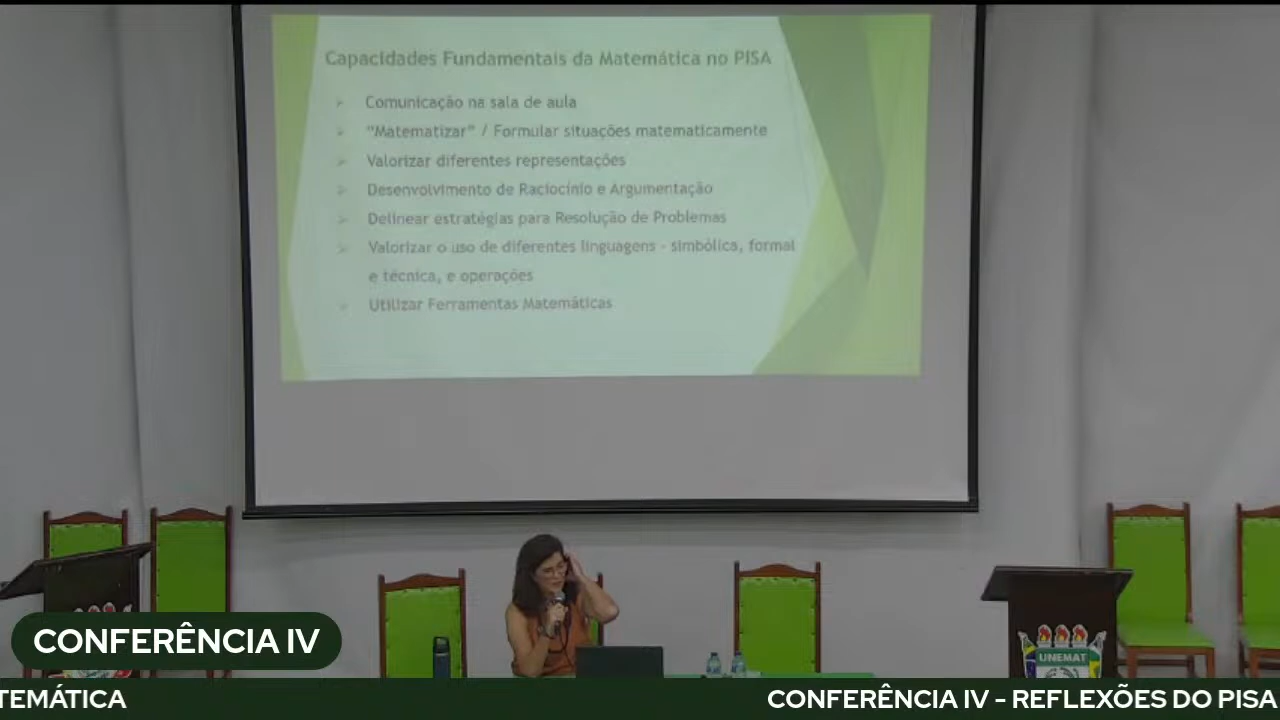 Capacidades Fundamentais da Matemática no PISA
Comunicação na sala de aula
"Matematizar" / Formular situações matematicamente
Valorizar diferentes representações
Desenvolvimento de Raciocínio e Argumentação
Delinear estratégias para Resolução de Problemas
Valorizar o uso de diferentes linguagens - simbólica, formal
e técnica, e operações
Utilizar Ferramentas Matemáticas
UNEMAT
CONFERÊNCIA IV
TEMÁTICA
CONFERÊNCIA IV - REFLEXÕES DO PISA